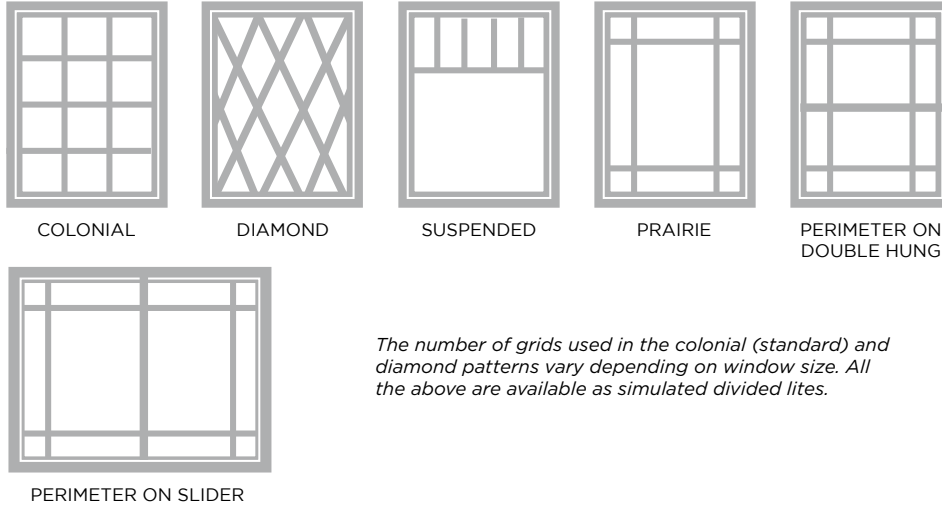 COLONIAL
DIAMOND
SUSPENDED
PRAIRIE
PERIMETER ON
DOUBLE HUNG
The number of grids used in the colonial (standard) and
diamond patterns vary depending on window size. All
the above are available as simulated divided lites.
PERIMETER ON SLIDER